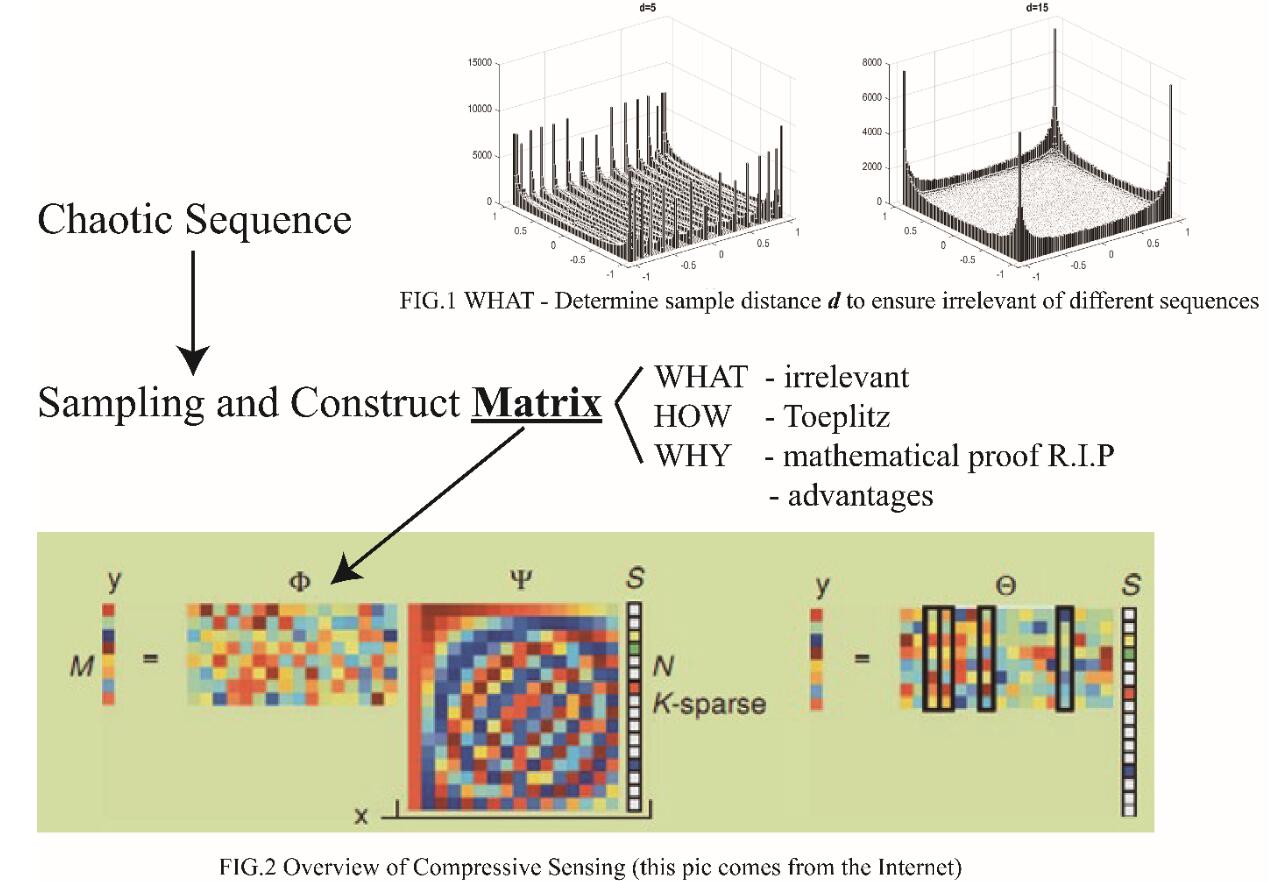 d=5
15000
10000
5000
0
1
0.5
0
-0.5
-1
-1
-0.5
0
0.5
1
d=15
8000
6000
4000
2000
0
1
0.5
0
-0.5
-1
-1
-0.5
0
0.5
1
FIG.1 WHAT - Determine sample distance d to ensure irrelevant of different sequences
Chaotic Sequence
Sampling and Construct Matrix
WHAT - irrelevant
HOW - Toeplitz
WHY - mathematical proof R.I.P
- advantages
y Φ Ψ S
M = N
K-sparse
x
y Θ S
=
FIG.2 Overview of Compressive Sensing (this pic comes from the Internet)